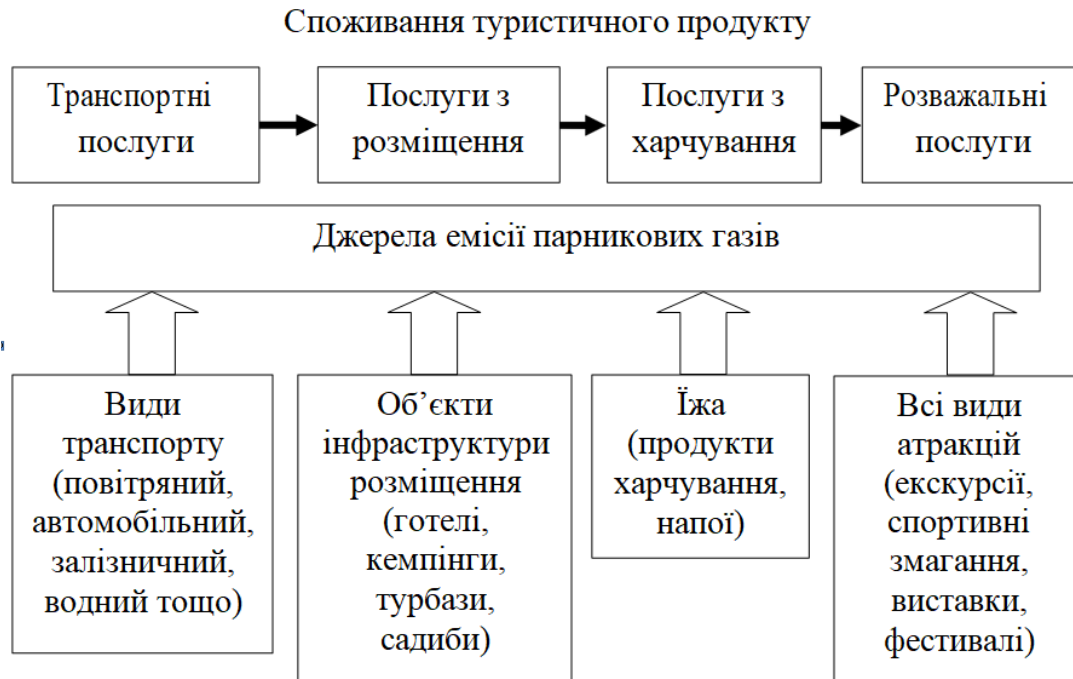 Споживання туристичного продукту
Транспортні
послуги
Послуги з
розміщення
Послуги з
харчування
Розважальні
послуги
Джерела емісії парникових газів
Види
транспорту
(повітряний,
автомобільний,
залізничний,
водний тощо)
Об’єкти
інфраструктури
розміщення
(готелі,
кемпінги,
турбази,
садиби)
Їжа
(продукти
харчування,
напої)
Всі види
атракцій
(екскурсії,
спортивні
змагання,
виставки,
фестивалі)